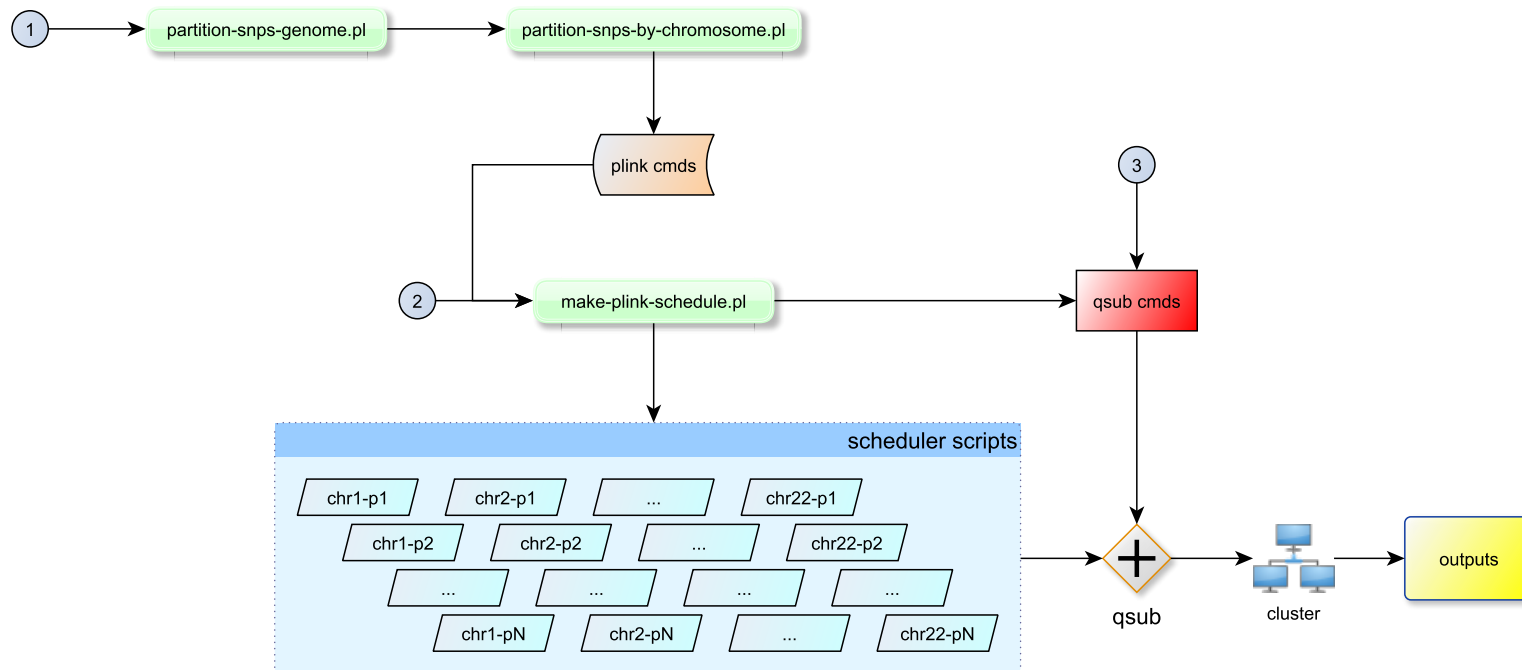 1
partition-snps-genome.pl
partition-snps-by-chromosome.pl
plink cmds
3
2
make-plink-schedule.pl
qsub cmds
scheduler scripts
chr1-p1
chr2-p1
...
chr22-p1
chr1-p2
chr2-p2
...
chr22-p2
...
...
...
...
chr1-pN
chr2-pN
...
chr22-pN
qsub
cluster
outputs